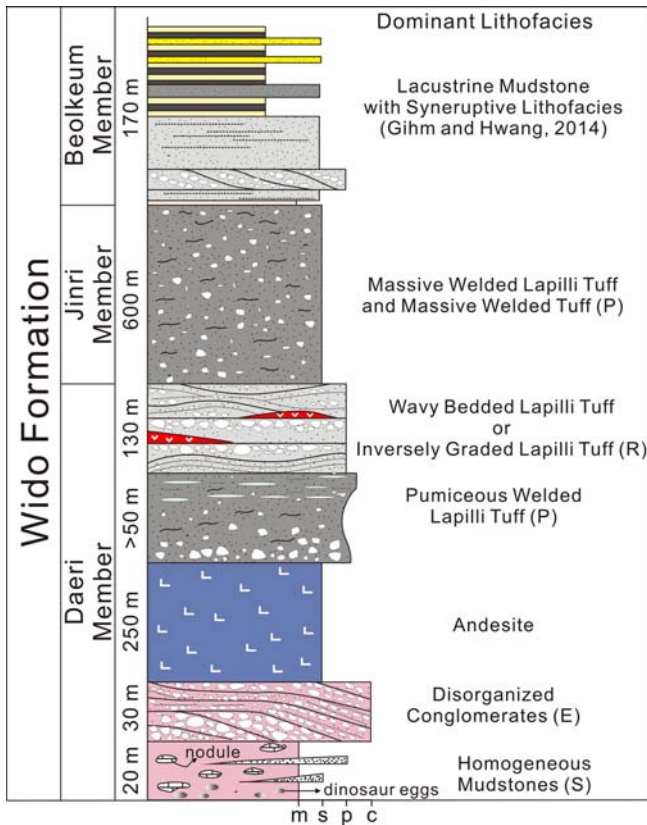 Dominant Lithofacies
Wido Formation
Beolkeum
Member
170 m
Lacustrine Mudstone
with Syneruptive Lithofacies
(Gihm and Hwang, 2014)
Jinri
Member
600 m
Massive Welded Lapilli Tuff
and Massive Welded Tuff (P)
Daeri
Member
130 m
Wavy Bedded Lapilli Tuff
or
Inversely Graded Lapilli Tuff (R)
>50 m
Pumiceous Welded
Lapilli Tuff (P)
250 m
Andesite
30 m
Disorganized
Conglomerates (E)
20 m
nodule
dinosaur eggs
Homogeneous
Mudstones (S)
m s p c